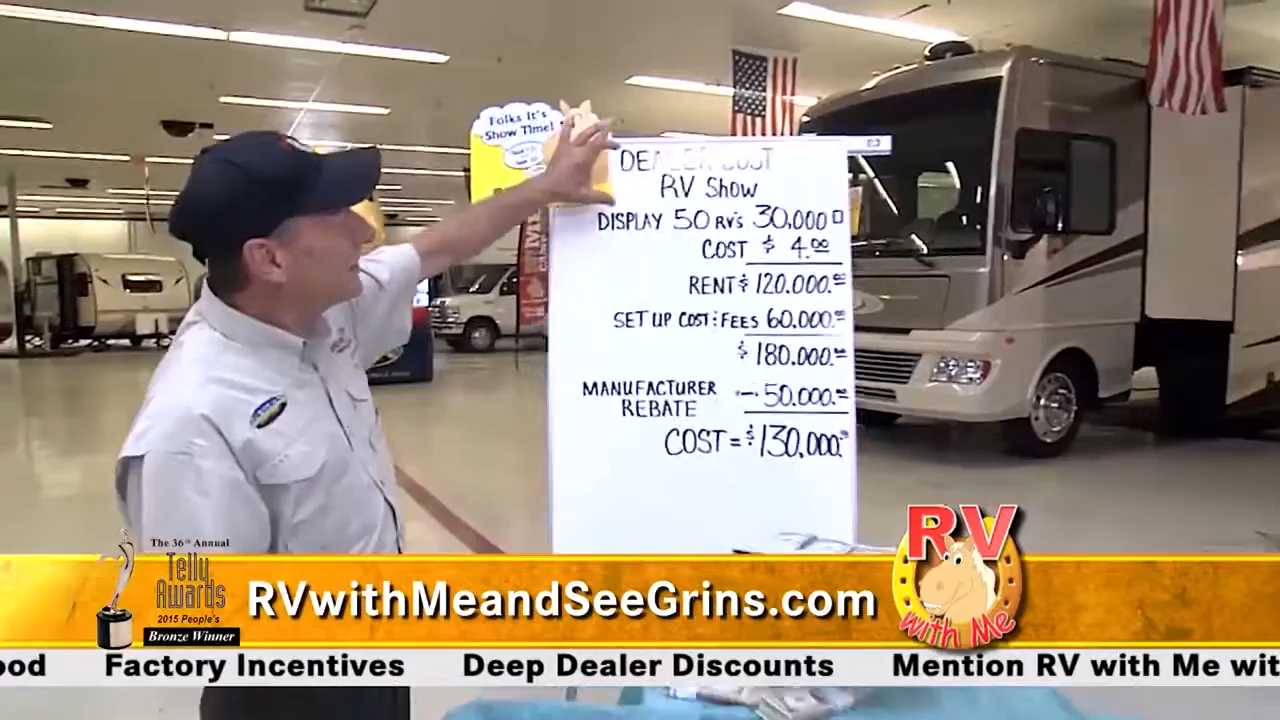 Folks It's
Show Time!
DEALER COST
RV Show
DISPLAY 50 RV'S 30,000 □
COST $ 4.00
RENT $ 120.000.00
SET UP COST: FEES 60.000.00
$ 180.000.00
MANUFACTURER — 50.000.00
REBATE
COST = $ 130,000.00
The 36th Annual
Telly
Awards
2015 People's
Bronze Winner
RVwithMeandSeeGrins.com
RV
with Me
ood Factory Incentives Deep Dealer Discounts Mention RV with Me wit